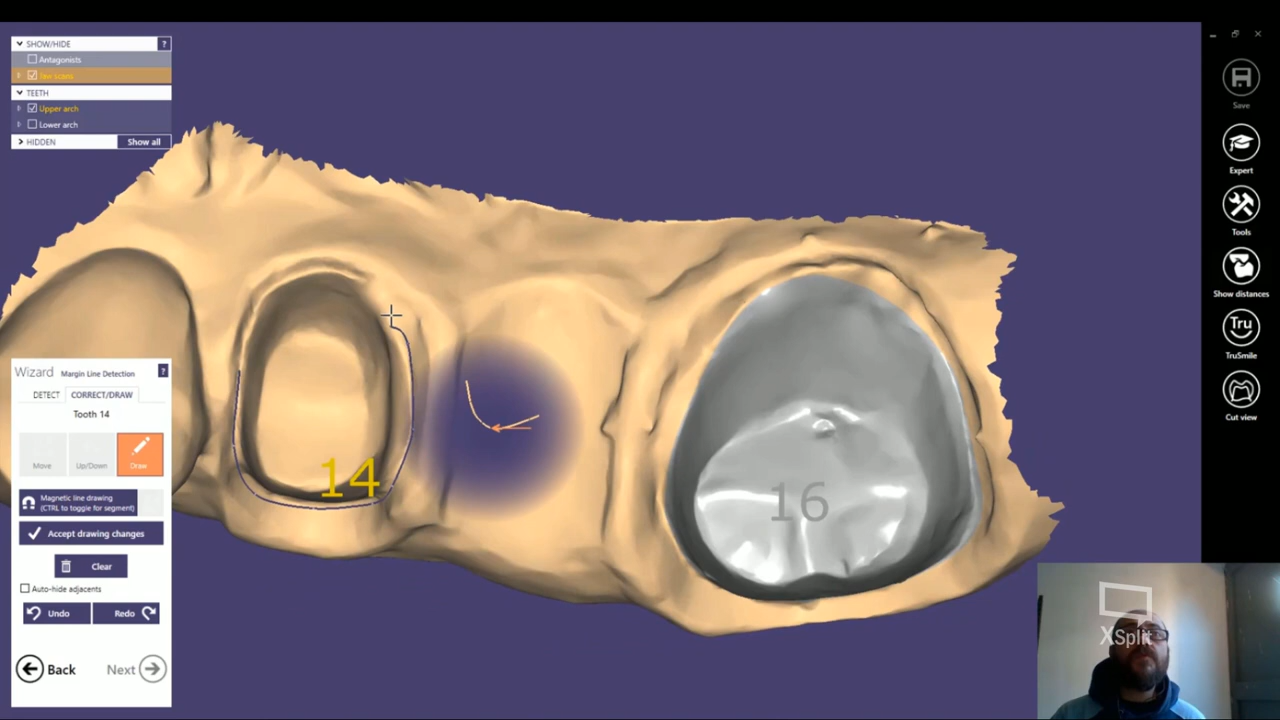 SHOW/HIDE
?
Antagonists
Jaw scans
TEETH
Upper arch
Lower arch
HIDDEN
Show all
Save
Expert
Tools
Show distances
Tru
TruSmile
Cut view
14
16
Wizard Margin Line Detection
?
DETECT
CORRECT/DRAW
Tooth 14
Move
Up/Down
Draw
Magnetic line drawing
(CTRL to toggle for segment)
Accept drawing changes
Clear
Auto-hide adjacents
Undo
Redo
Back
Next
XSplit